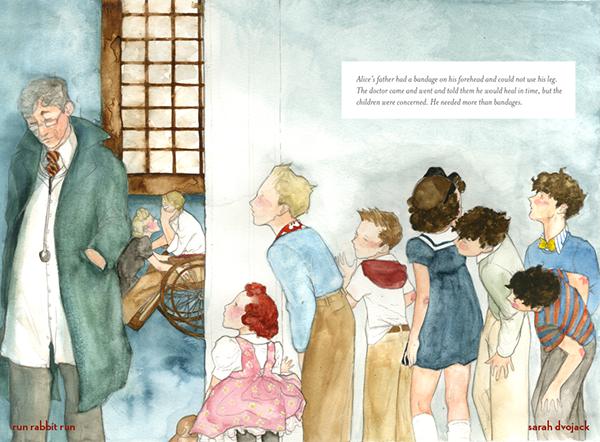 Alice's father had a bandage on his forehead and could not use his leg.
The doctor came and went and told them he would heal in time, but the
children were concerned. He needed more than bandages.
run rabbit run
sarah dvojack